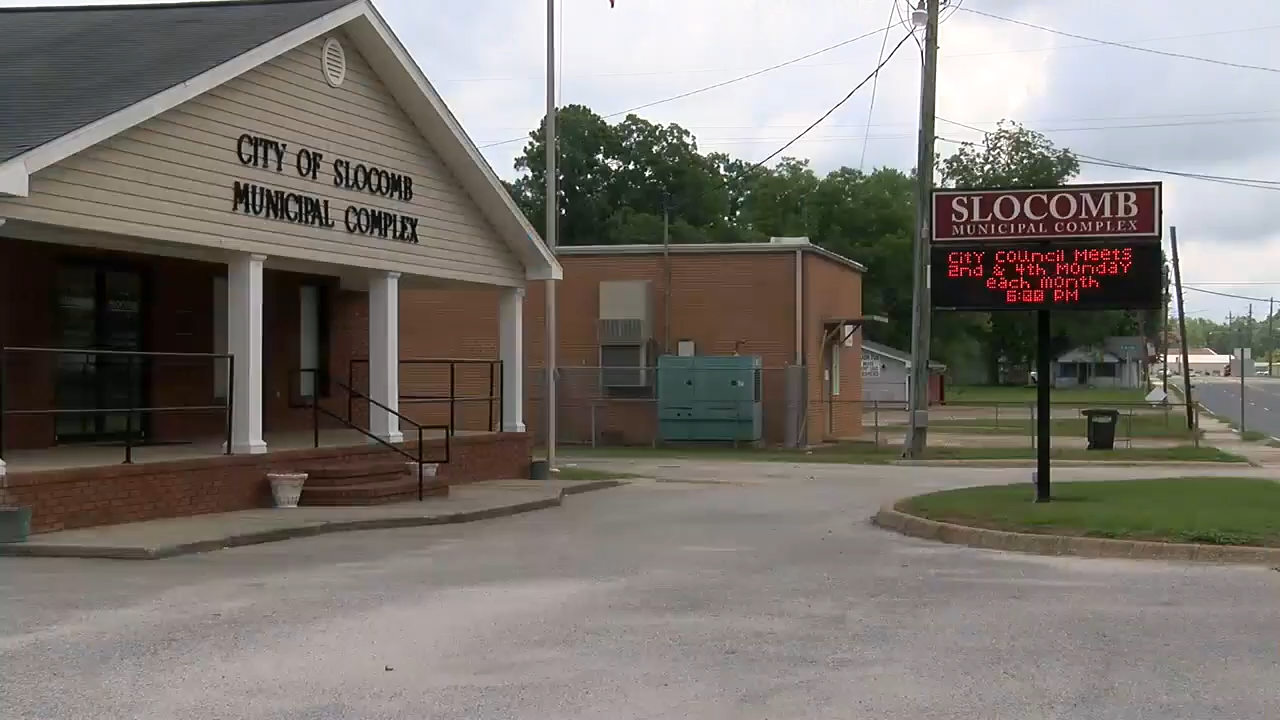 CITY OF SLOCOMB
MUNICIPAL COMPLEX
SLOCOMB
MUNICIPAL COMPLEX
City Council Meets
2nd & 4th Monday
each month
6:00 PM